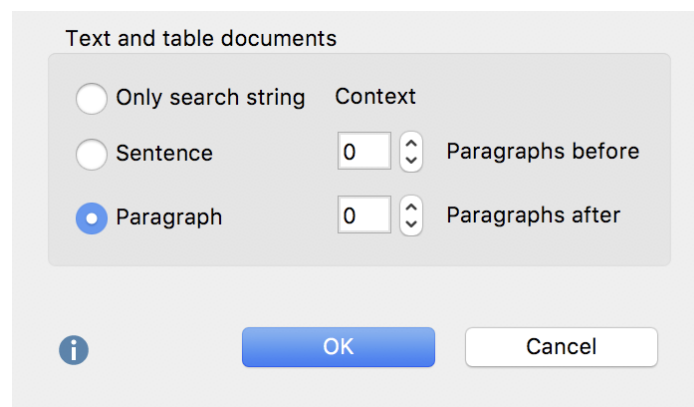 Text and table documents
Only search string Context
Sentence 0 Paragraphs before
Paragraph 0 Paragraphs after
OK Cancel